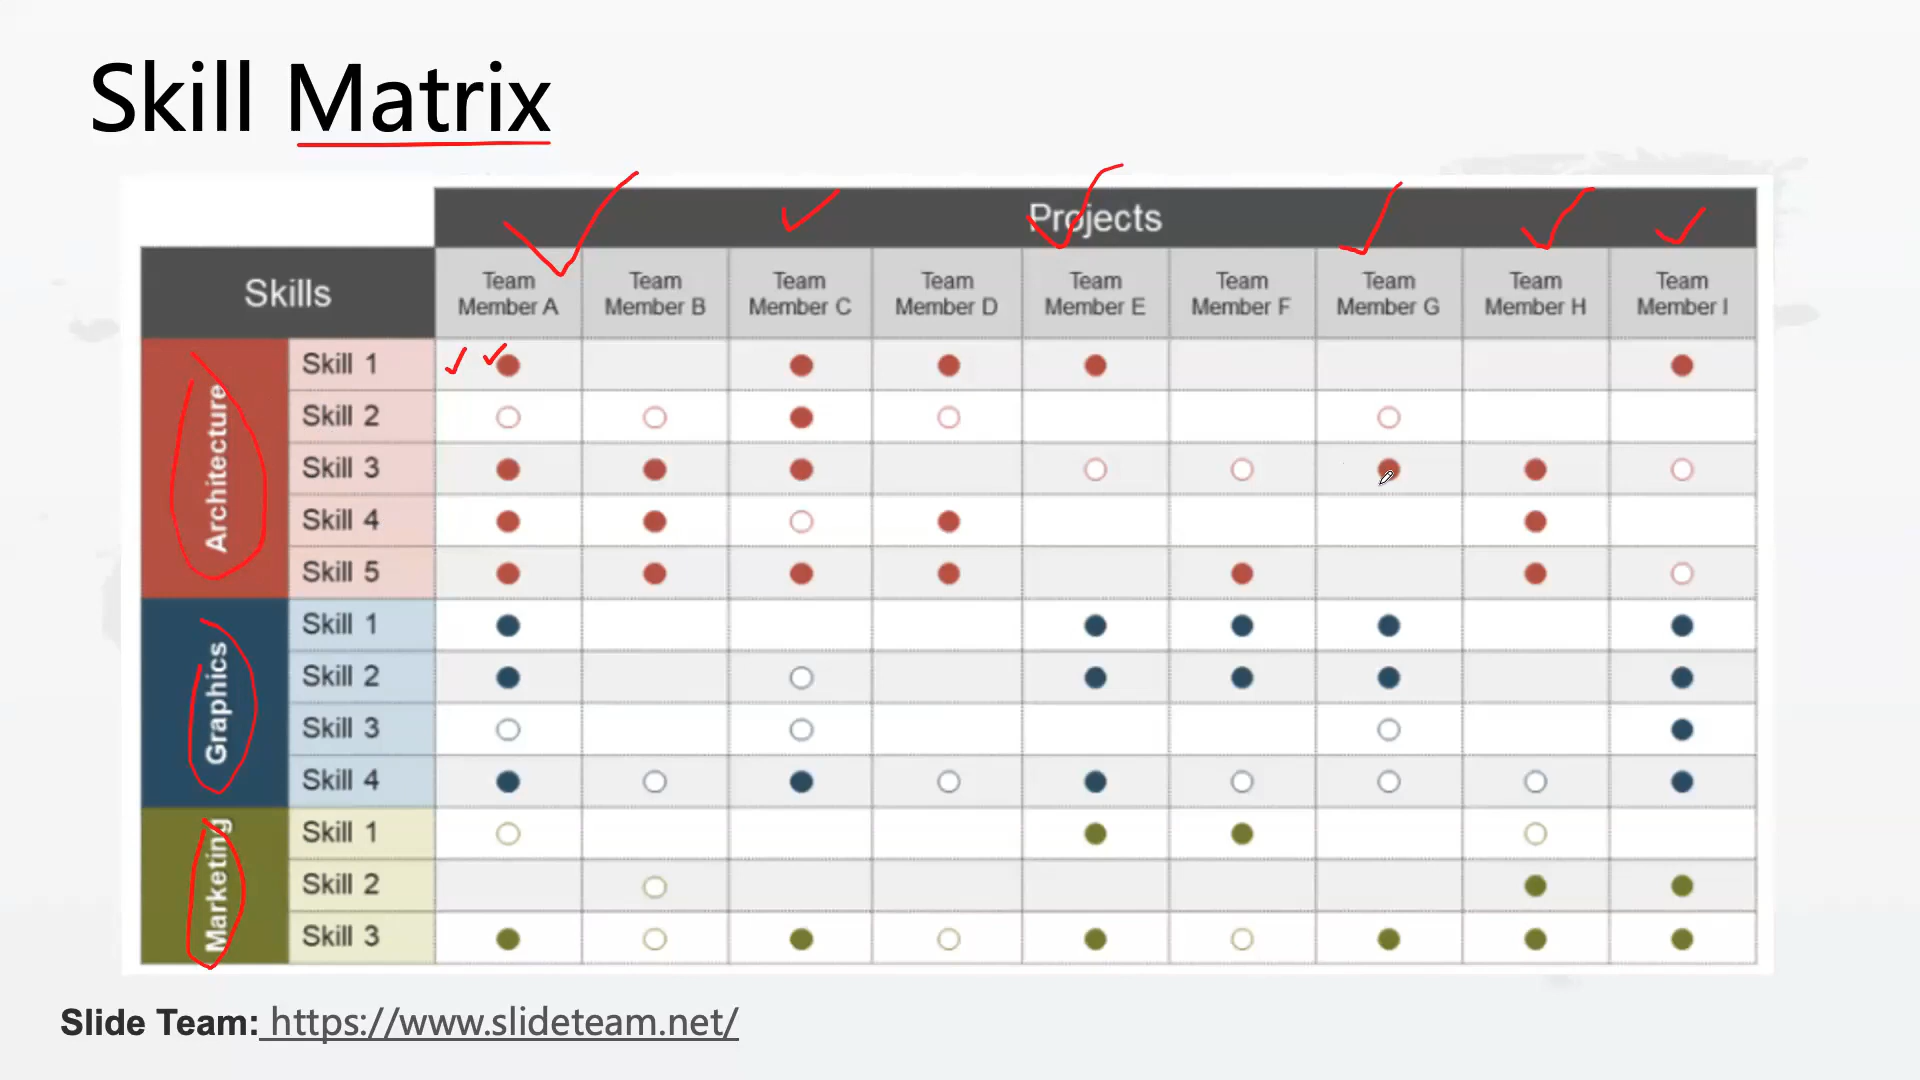 Skill Matrix
Projects
Skills
Team Member A
Team Member B
Team Member C
Team Member D
Team Member E
Team Member F
Team Member G
Team Member H
Team Member I
Architecture
Skill 1
Skill 2
Skill 3
Skill 4
Skill 5
Graphics
Skill 1
Skill 2
Skill 3
Skill 4
Marketing
Skill 1
Skill 2
Skill 3
Slide Team: https://www.slideteam.net/